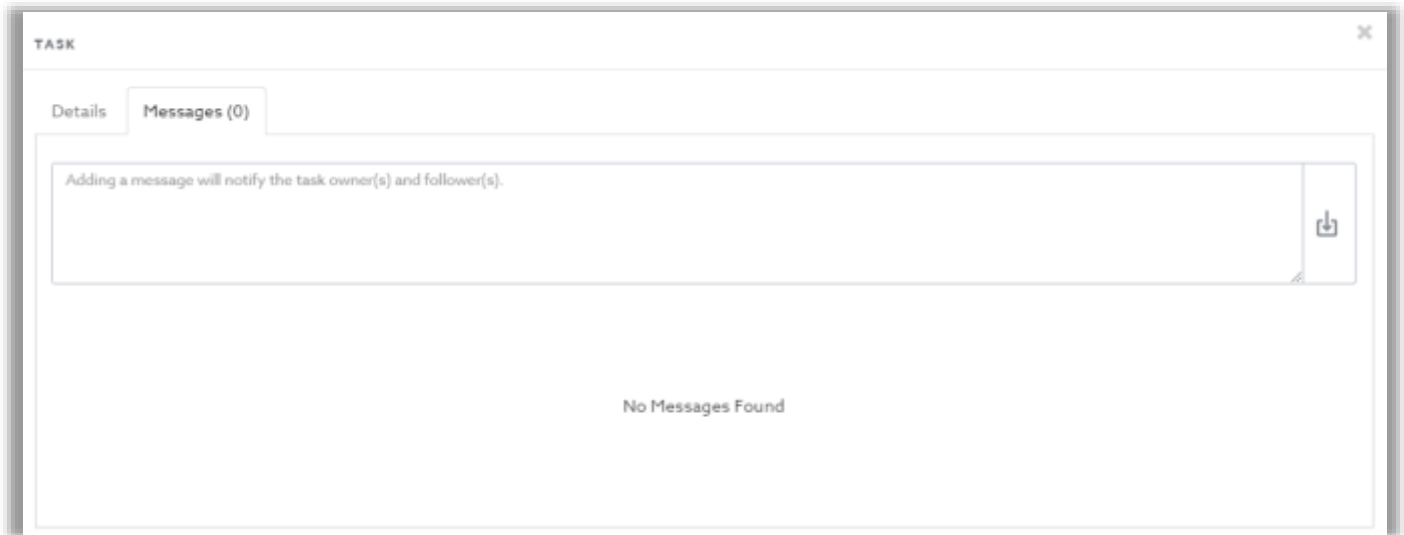 TASK
Details
Messages (0)
Adding a message will notify the task owner(s) and follower(s).
No Messages Found